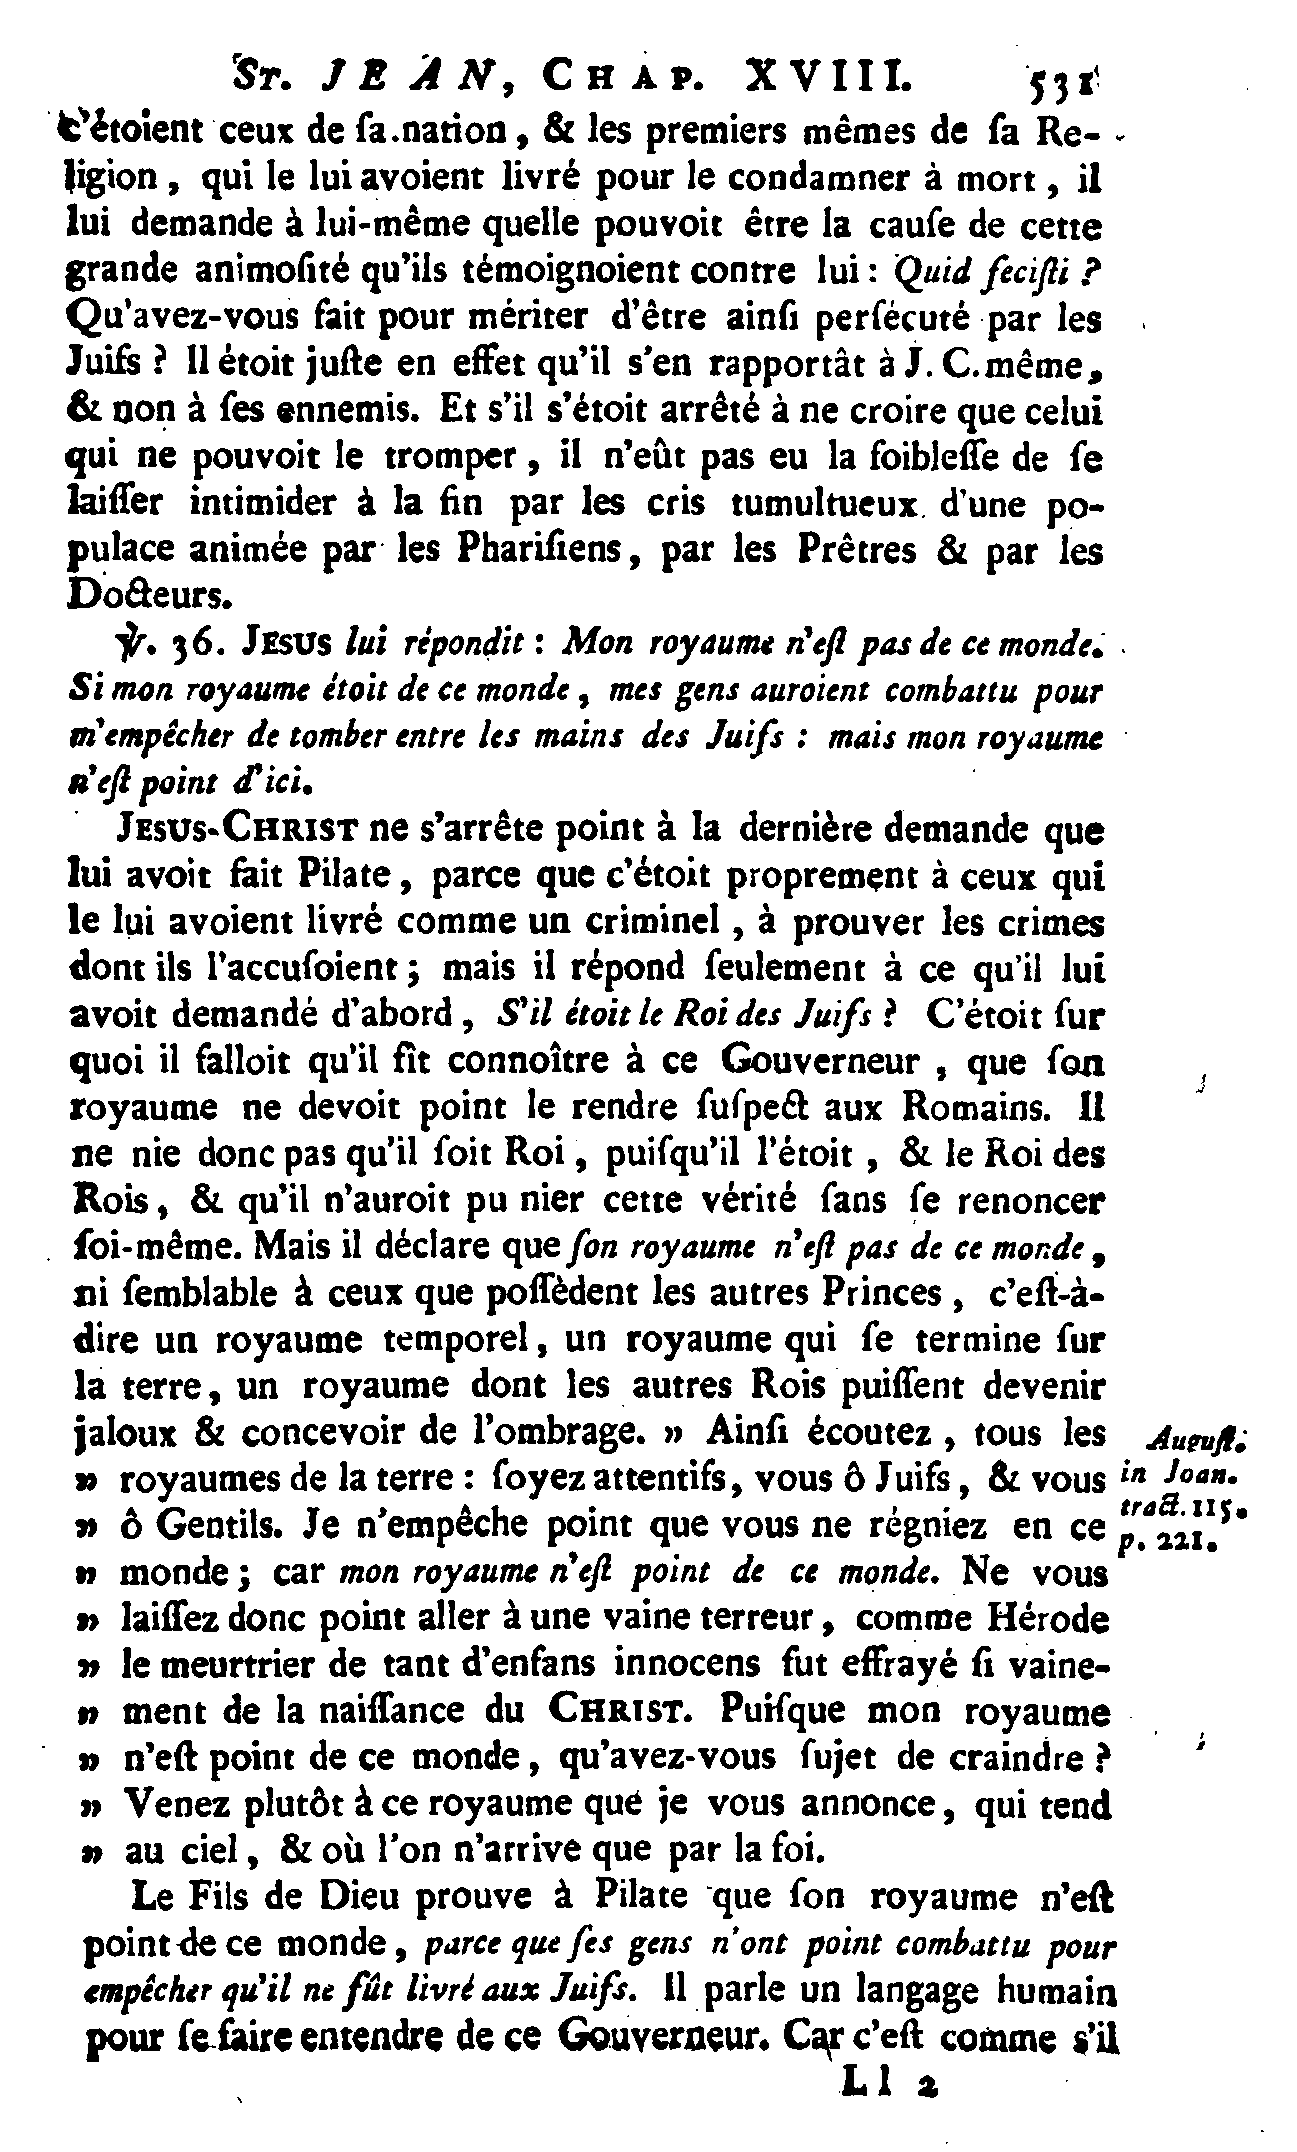 ST. JEAN, CHAP. XVIII. 531
c'étoient ceux de ſa nation, & les premiers mêmes de ſa Re-
ligion, qui le lui avoient livré pour le condamner à mort, il
lui demande à lui-même quelle pouvoit être la cauſe de cette
grande animoſité qu'ils témoignoient contre lui : Quid feciſti ?
Qu'avez-vous fait pour mériter d'être ainſi perſécuté par les
Juifs ? Il étoit juſte en effet qu'il s'en rapportât à J. C. même,
& non à ſes ennemis. Et s'il s'étoit arrêté à ne croire que celui
qui ne pouvoit le tromper, il n'eût pas eu la foibleſſe de ſe
laiſſer intimider à la fin par les cris tumultueux d'une po-
pulace animée par les Phariſiens, par les Prêtres & par les
Docteurs.
℣. 36. JESUS lui répondit : Mon royaume n'eſt pas de ce monde.
Si mon royaume étoit de ce monde, mes gens auroient combattu pour
m'empêcher de tomber entre les mains des Juifs : mais mon royaume
n'eſt point d'ici.
JESUS-CHRIST ne s'arrête point à la dernière demande que
lui avoit fait Pilate, parce que c'étoit proprement à ceux qui
le lui avoient livré comme un criminel, à prouver les crimes
dont ils l'accuſoient ; mais il répond ſeulement à ce qu'il lui
avoit demandé d'abord, S'il étoit le Roi des Juifs ? C'étoit ſur
quoi il falloit qu'il fît connoître à ce Gouverneur, que ſon
royaume ne devoit point le rendre ſuſpect aux Romains. Il
ne nie donc pas qu'il ſoit Roi, puiſqu'il l'étoit, & le Roi des
Rois, & qu'il n'auroit pu nier cette vérité ſans ſe renoncer
ſoi-même. Mais il déclare que ſon royaume n'eſt pas de ce monde,
ni ſemblable à ceux que poſſèdent les autres Princes, c'eſt-à-
dire un royaume temporel, un royaume qui ſe termine ſur
la terre, un royaume dont les autres Rois puiſſent devenir
jaloux & concevoir de l'ombrage. » Ainſi écoutez, tous les
» royaumes de la terre : ſoyez attentifs, vous ô Juifs, & vous
» ô Gentils. Je n'empêche point que vous ne régniez en ce
» monde ; car mon royaume n'eſt point de ce monde. Ne vous
» laiſſez donc point aller à une vaine terreur, comme Hérode
» le meurtrier de tant d'enfans innocens fut effrayé ſi vaine-
» ment de la naiſſance du CHRIST. Puiſque mon royaume
» n'eſt point de ce monde, qu'avez-vous ſujet de craindre ?
» Venez plutôt à ce royaume que je vous annonce, qui tend
» au ciel, & où l'on n'arrive que par la foi.
Auguſt.
in Joan.
tract. 115.
p. 221.
Le Fils de Dieu prouve à Pilate que ſon royaume n'eſt
point de ce monde, parce que ſes gens n'ont point combattu pour
empêcher qu'il ne fût livré aux Juifs. Il parle un langage humain
pour ſe faire entendre de ce Gouverneur. Car c'eſt comme s'il
Ll 2